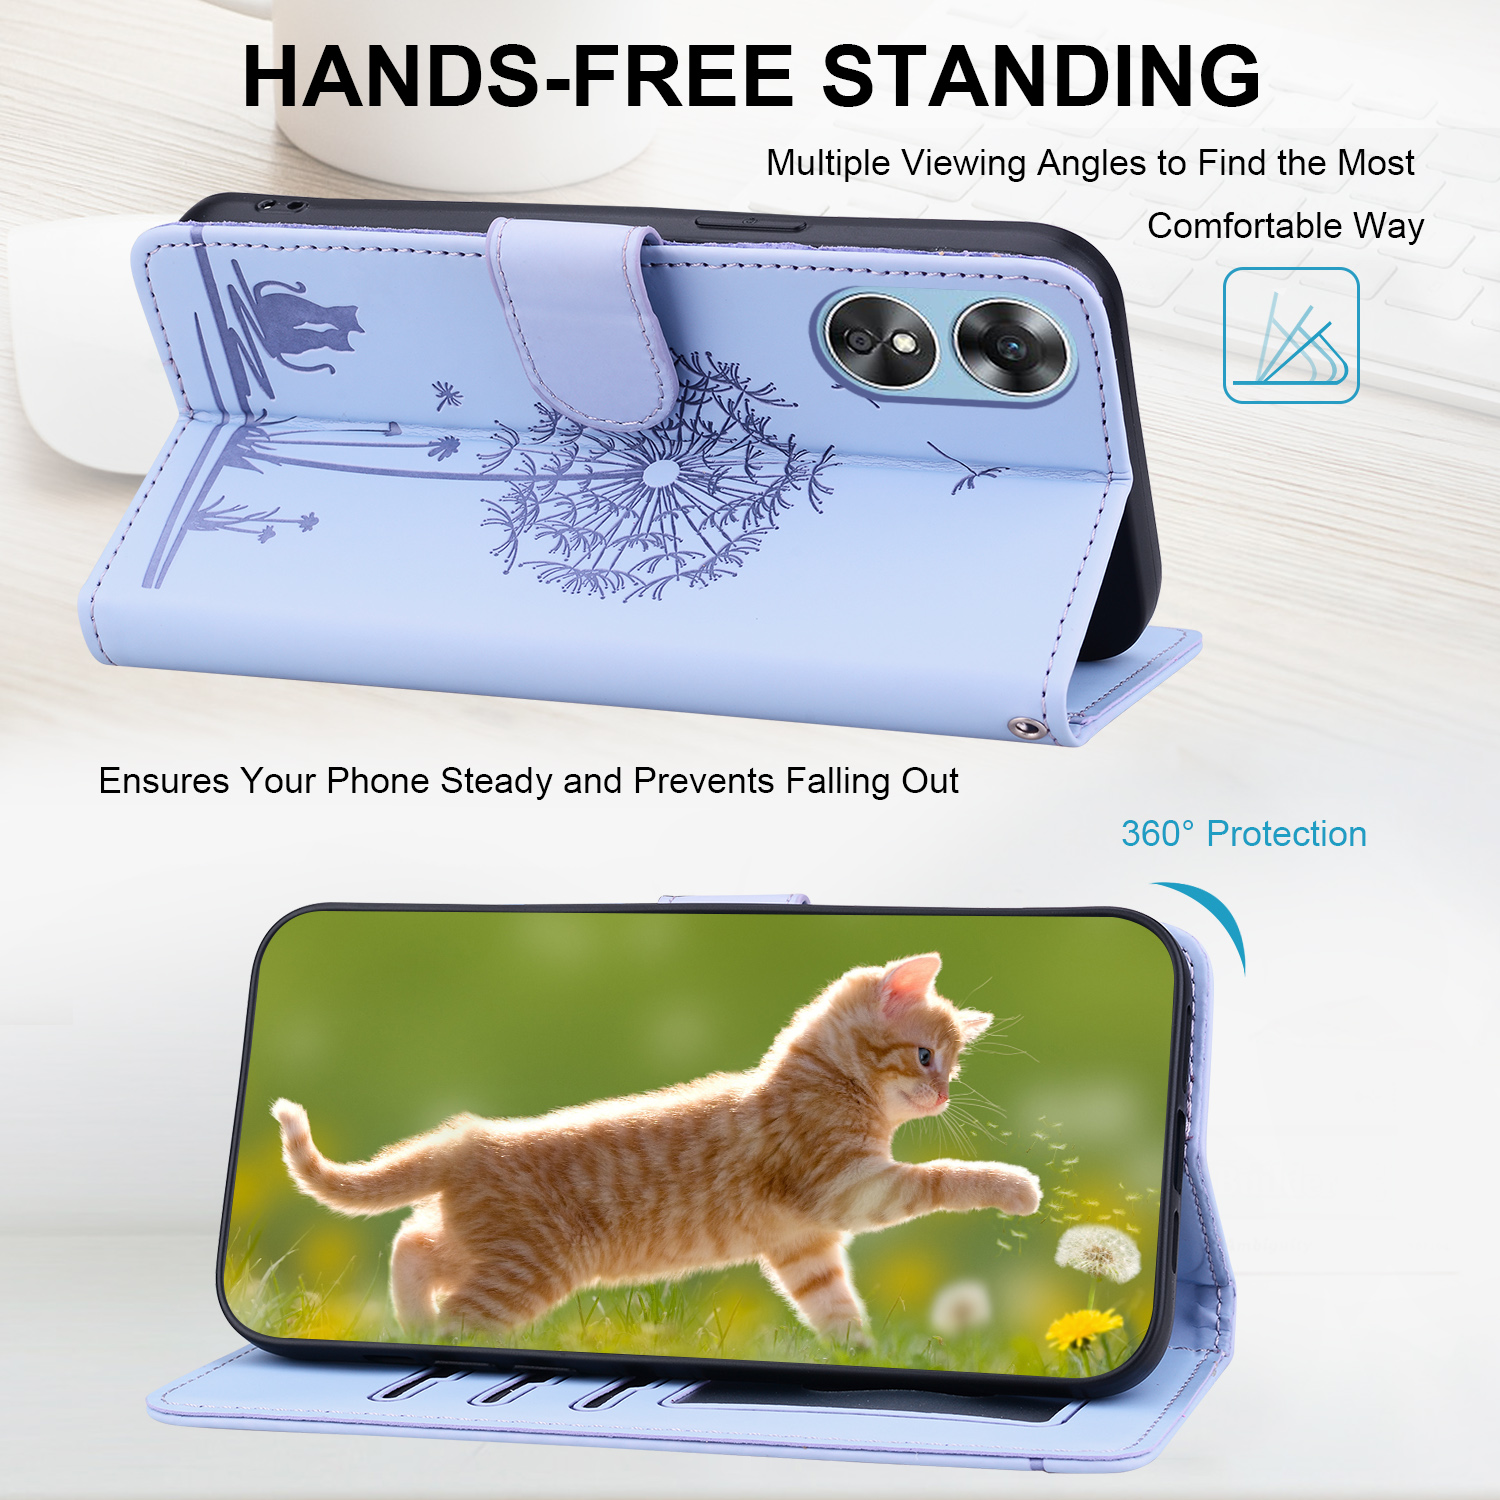 HANDS-FREE STANDING
Multiple Viewing Angles to Find the Most
Comfortable Way
Ensures Your Phone Steady and Prevents Falling Out
360° Protection